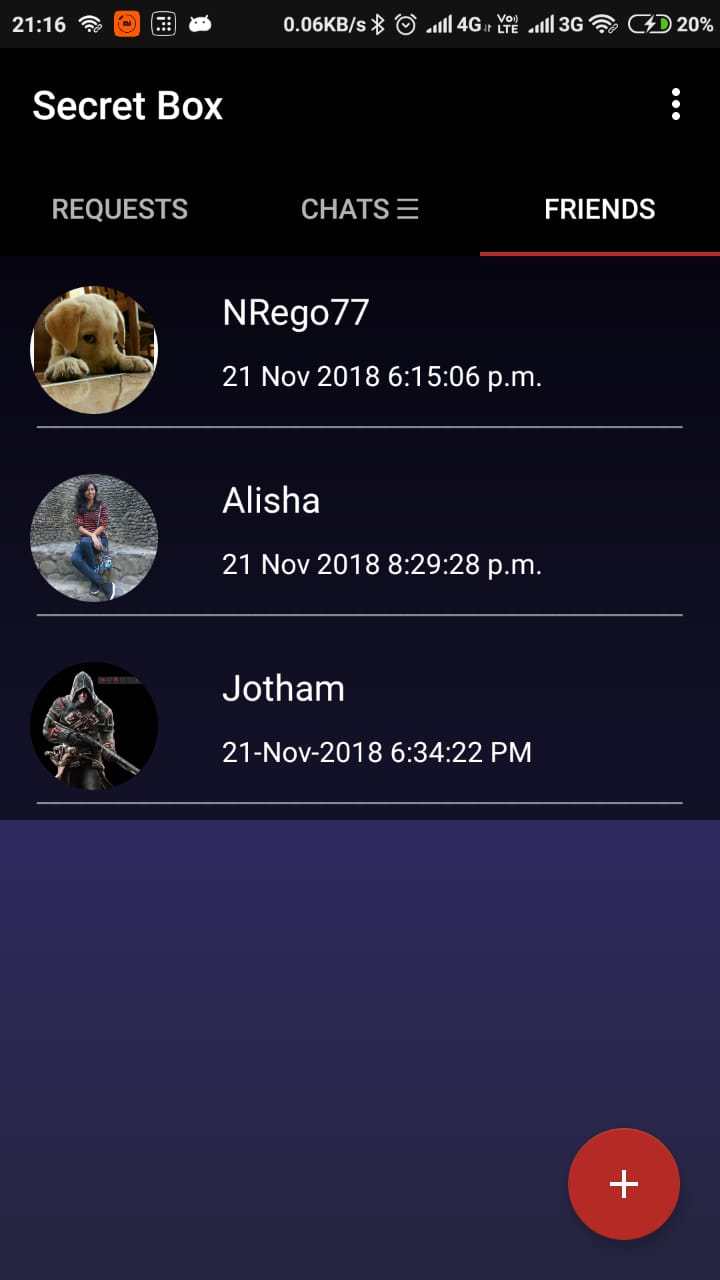 21:16 0.06KB/s 4G VoI) LTE 3G 20%
Secret Box
REQUESTS CHATS ☰ FRIENDS
NRego77
21 Nov 2018 6:15:06 p.m.
Alisha
21 Nov 2018 8:29:28 p.m.
Jotham
21-Nov-2018 6:34:22 PM
+